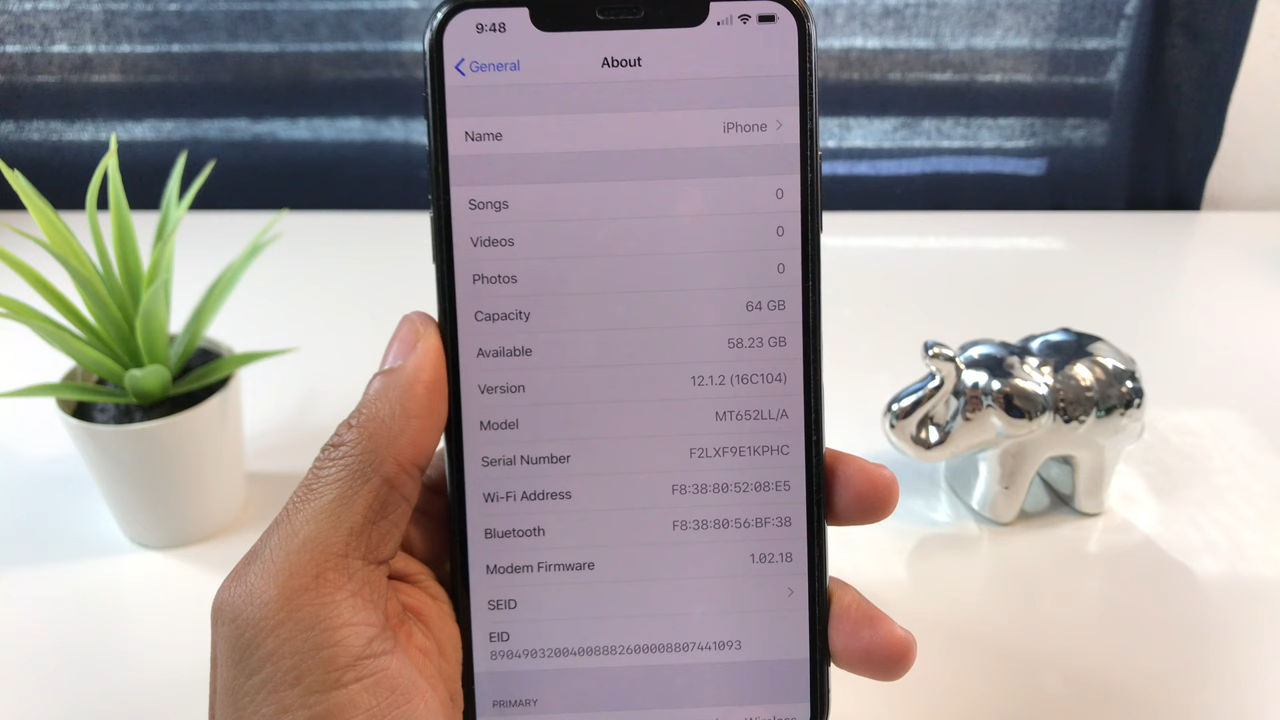 9:48
General
About
Name iPhone
Songs 0
Videos 0
Photos 0
Capacity 64 GB
Available 58.23 GB
Version 12.1.2 (16C104)
Model MT652LL/A
Serial Number F2LXF9E1KPHC
Wi-Fi Address F8:38:80:52:08:E5
Bluetooth F8:38:80:56:BF:38
Modem Firmware 1.02.18
SEID
EID
89049032004008882600008807441093
PRIMARY
Wireless